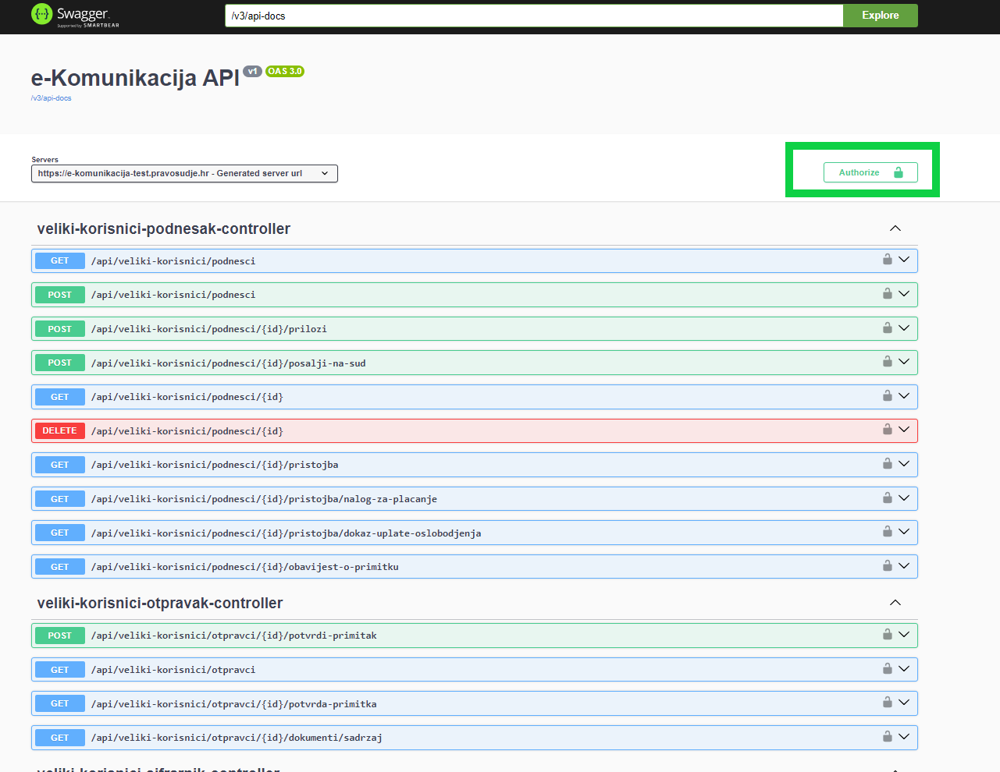 Swagger.
Supported by SMARTBEAR
/v3/api-docs
Explore
e-Komunikacija API v1 OAS 3.0
/v3/api-docs
Servers
https://e-komunikacija-test.pravosudje.hr - Generated server url
Authorize
veliki-korisnici-podnesak-controller
GET /api/veliki-korisnici/podnesci
POST /api/veliki-korisnici/podnesci
POST /api/veliki-korisnici/podnesci/{id}/prilozi
POST /api/veliki-korisnici/podnesci/{id}/posalji-na-sud
GET /api/veliki-korisnici/podnesci/{id}
DELETE /api/veliki-korisnici/podnesci/{id}
GET /api/veliki-korisnici/podnesci/{id}/pristojba
GET /api/veliki-korisnici/podnesci/{id}/pristojba/nalog-za-placanje
GET /api/veliki-korisnici/podnesci/{id}/pristojba/dokaz-uplate-oslobodjenja
GET /api/veliki-korisnici/podnesci/{id}/obavijest-o-primitku
veliki-korisnici-otpravak-controller
POST /api/veliki-korisnici/otpravci/{id}/potvrdi-primitak
GET /api/veliki-korisnici/otpravci
GET /api/veliki-korisnici/otpravci/{id}/potvrda-primitka
GET /api/veliki-korisnici/otpravci/{id}/dokumenti/sadrzaj
veliki-korisnici-sifrarnik-controller